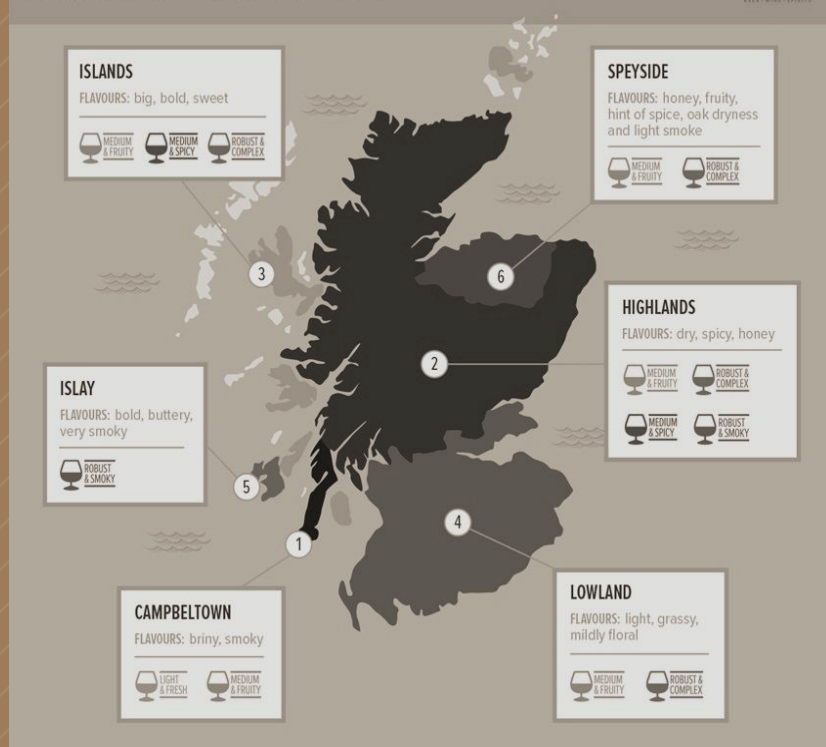 ISLANDS
FLAVOURS: big, bold, sweet
MEDIUM
& FRUITY
MEDIUM
& SPICY
ROBUST &
COMPLEX
SPEYSIDE
FLAVOURS: honey, fruity,
hint of spice, oak dryness
and light smoke
MEDIUM
& FRUITY
ROBUST &
COMPLEX
3
6
HIGHLANDS
FLAVOURS: dry, spicy, honey
MEDIUM
& FRUITY
ROBUST &
COMPLEX
MEDIUM
& SPICY
ROBUST
& SMOKY
2
ISLAY
FLAVOURS: bold, buttery,
very smoky
ROBUST
& SMOKY
5
4
1
CAMPBELTOWN
FLAVOURS: briny, smoky
LIGHT
& FRESH
MEDIUM
& FRUITY
LOWLAND
FLAVOURS: light, grassy,
mildly floral
MEDIUM
& FRUITY
ROBUST &
COMPLEX